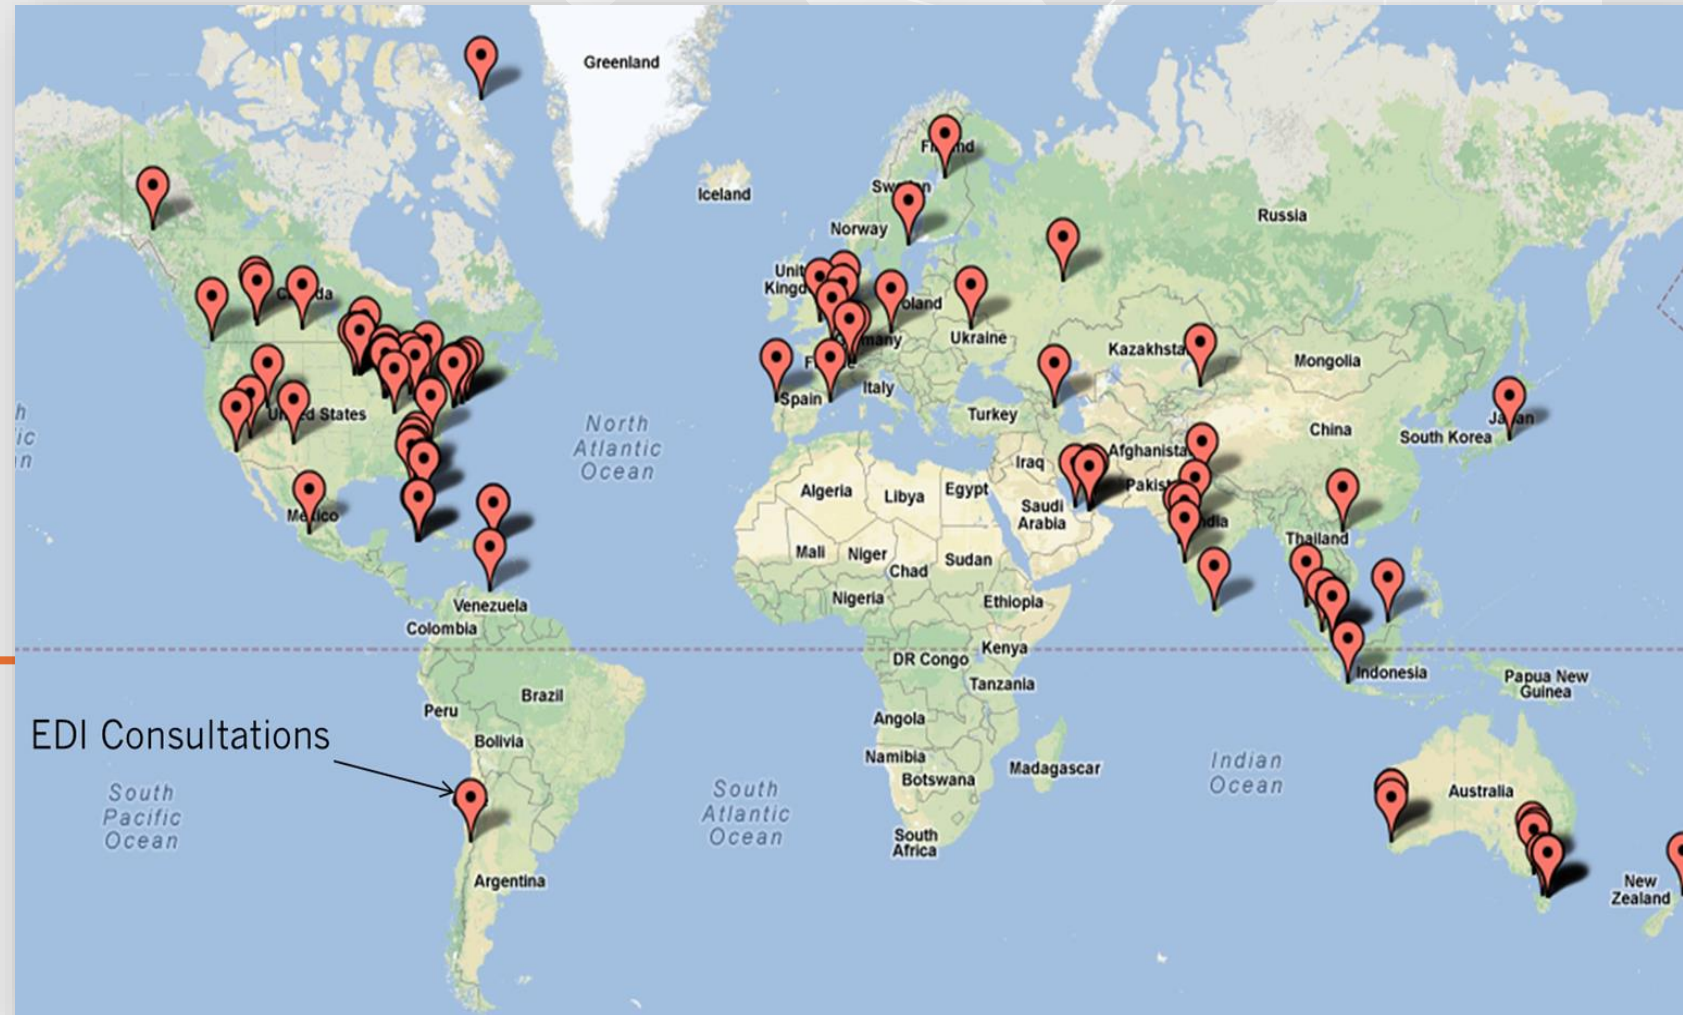 Greenland
Iceland
Norway
Russia
Ukraine
Mongolia
Italy
Spain
Turkey
China
South Korea
Iraq
Algeria
Libya
Egypt
Saudi
Arabia
Thailand
Mali
Niger
Chad
Sudan
Nigeria
Ethiopia
Venezuela
Colombia
DR Congo
Kenya
Tanzania
Indonesia
Papua New
Guinea
Brazil
Peru
Bolivia
Angola
Namibia
Botswana
Madagascar
South
Africa
Argentina
Australia
New
Zealand
North
Atlantic
Ocean
South
Pacific
Ocean
South
Atlantic
Ocean
Indian
Ocean
EDI Consultations